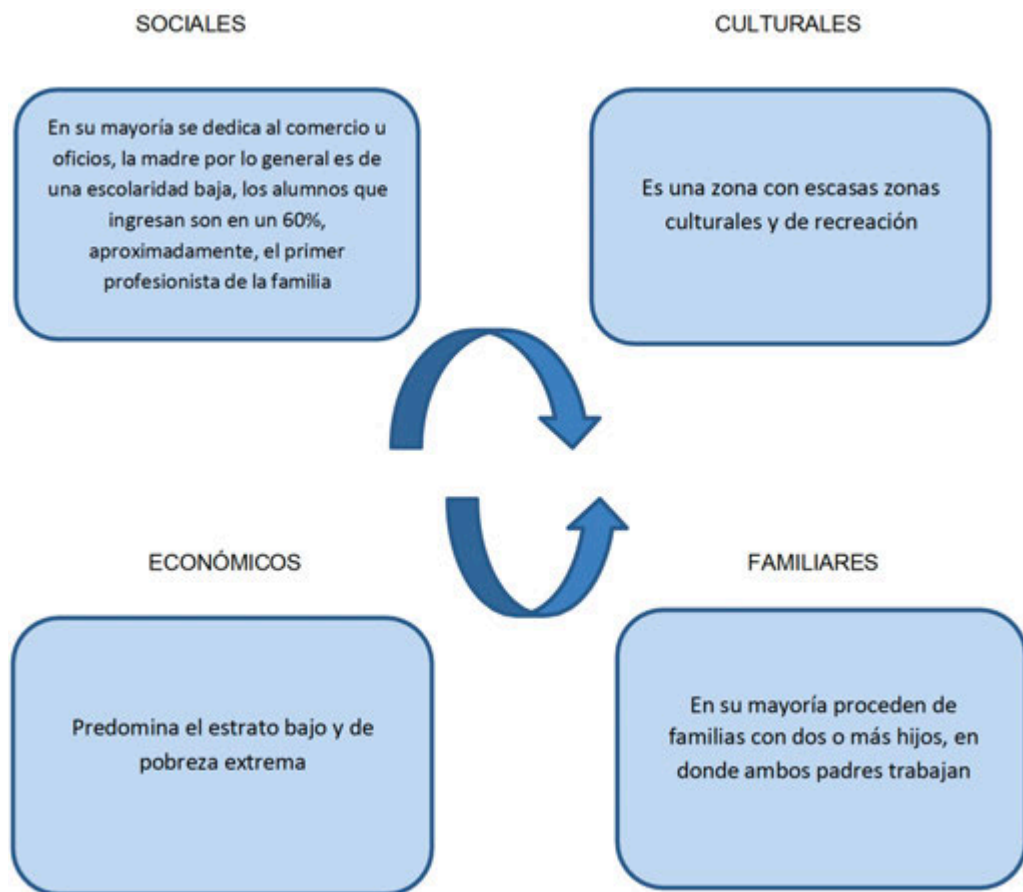 SOCIALES
En su mayoría se dedica al comercio u
oficios, la madre por lo general es de
una escolaridad baja, los alumnos que
ingresan son en un 60%,
aproximadamente, el primer
profesionista de la familia
CULTURALES
Es una zona con escasas zonas
culturales y de recreación
ECONÓMICOS
Predomina el estrato bajo y de
pobreza extrema
FAMILIARES
En su mayoría proceden de
familias con dos o más hijos, en
donde ambos padres trabajan